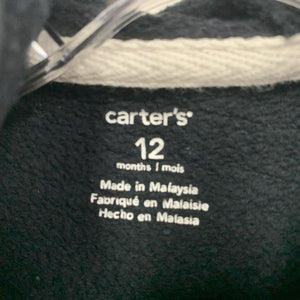 carter's
12
months / mois
Made in Malaysia
Fabriqué en Malaisie
Hecho en Malasia